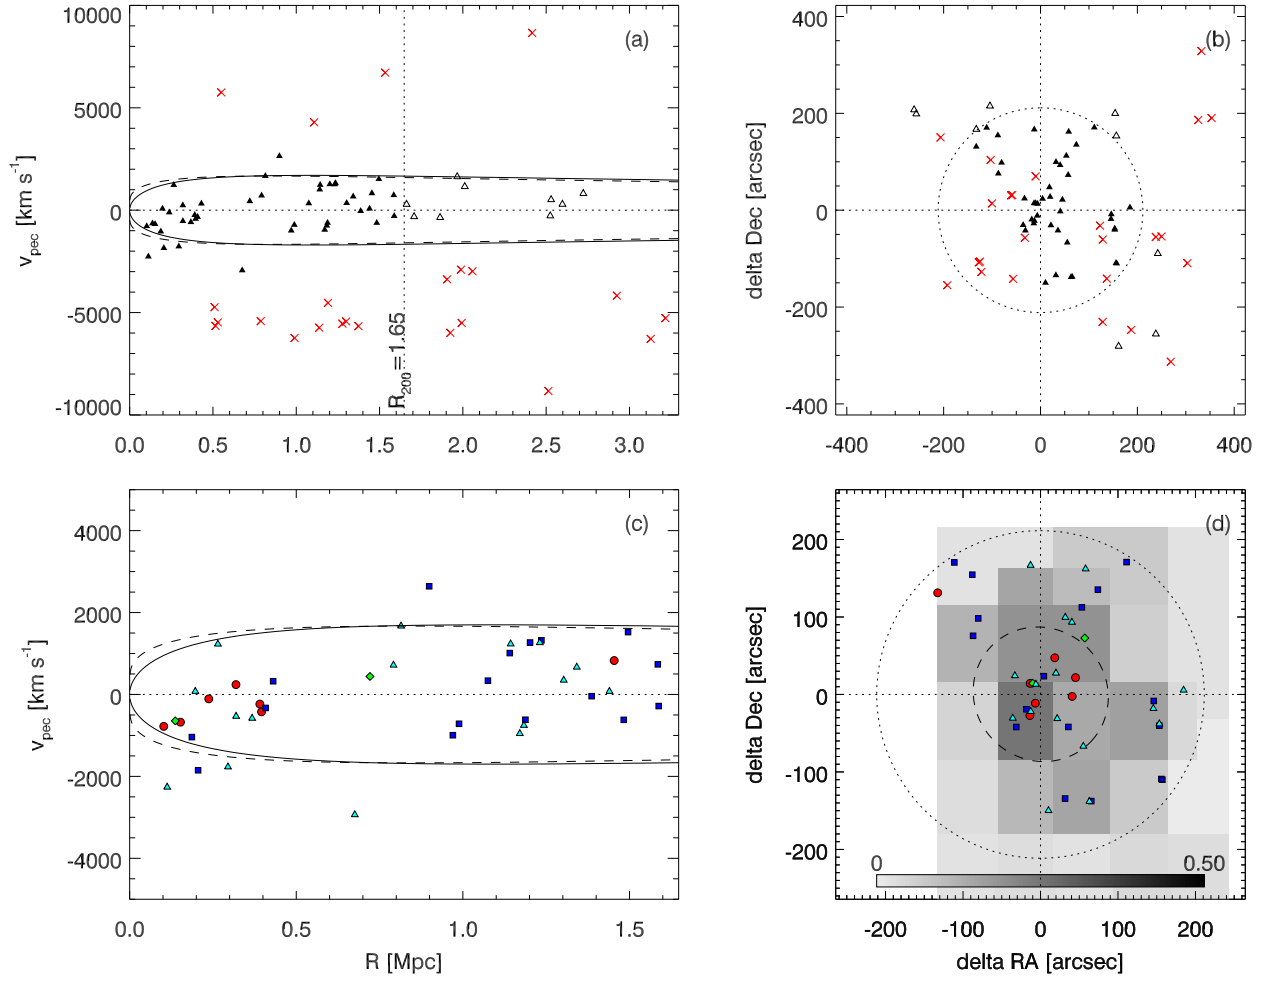 (a)
10000
5000
0
-5000
-10000
v_pec [km s^-1]
R_200=1.65
0.0 0.5 1.0 1.5 2.0 2.5 3.0
(b)
400
200
0
-200
-400
delta Dec [arcsec]
-400 -200 0 200 400
(c)
4000
2000
0
-2000
-4000
v_pec [km s^-1]
0.0 0.5 1.0 1.5
R [Mpc]
(d)
200
100
0
-100
-200
delta Dec [arcsec]
0 0.50
-200 -100 0 100 200
delta RA [arcsec]